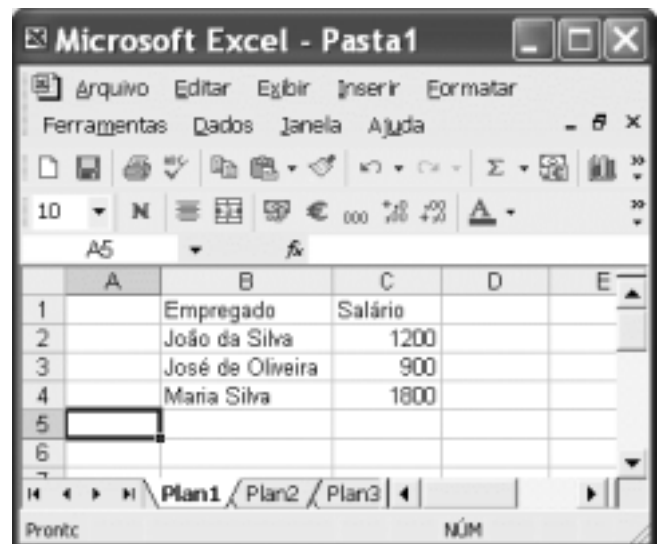 Microsoft Excel - Pasta1
Arquivo Editar Exibir Inserir Formatar
Ferramentas Dados Janela Ajuda
10 N € 000
A5 fx
A B C D E
1 Empregado Salário
2 João da Silva 1200
3 José de Oliveira 900
4 Maria Silva 1800
5
6
Plan1 Plan2 Plan3
Pronto NÚM